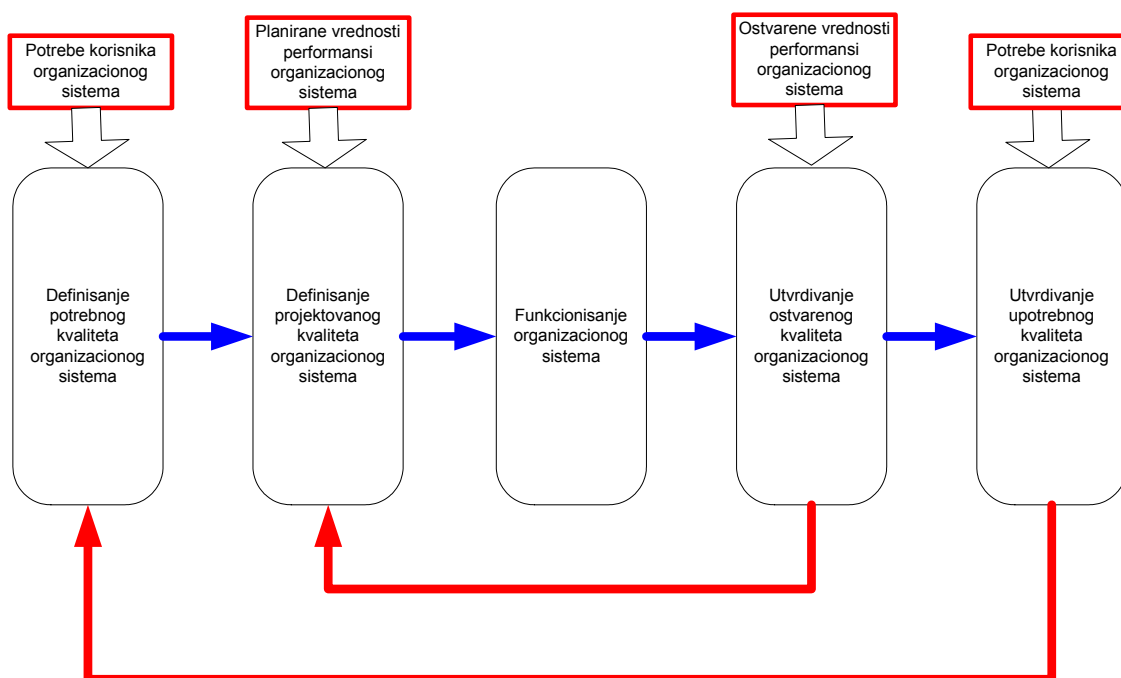 Potrebe korisnika
organizacionog
sistema
Planirane vrednosti
performansi
organizacionog
sistema
Ostvarene vrednosti
performansi
organizacionog
sistema
Potrebe korisnika
organizacionog
sistema
Definisanje
potrebnog
kvaliteta
organizacionog
sistema
Definisanje
projektovanog
kvaliteta
organizacionog
sistema
Funkcionisanje
organizacionog
sistema
Utvrdivanje
ostvarenog
kvaliteta
organizacionog
sistema
Utvrdivanje
upotrebnog
kvaliteta
organizacionog
sistema